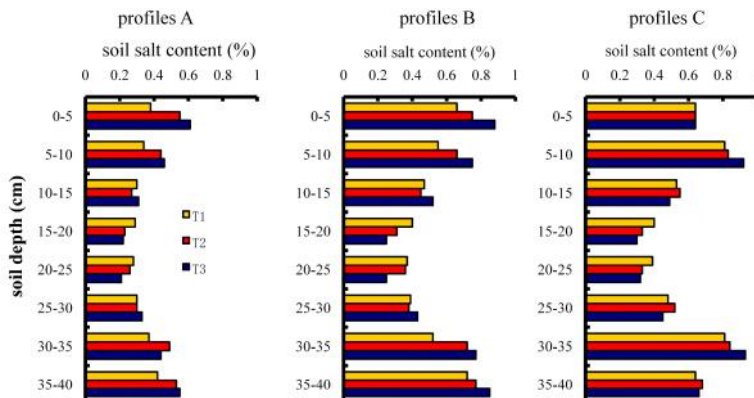 profiles A
soil salt content (%)
0 0.2 0.4 0.6 0.8 1
soil depth (cm)
0-5
5-10
10-15
15-20
20-25
25-30
30-35
35-40
T1
T2
T3
profiles B
soil salt content (%)
0 0.2 0.4 0.6 0.8 1
0-5
5-10
10-15
15-20
20-25
25-30
30-35
35-40
profiles C
soil salt content (%)
0 0.2 0.4 0.6 0.8
0-5
5-10
10-15
15-20
20-25
25-30
30-35
35-40